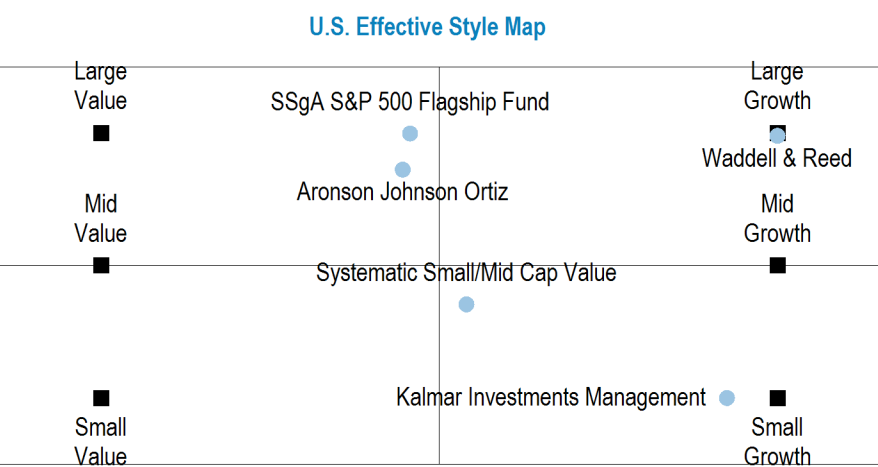 U.S. Effective Style Map
Large
Value
Large
Growth
SSgA S&P 500 Flagship Fund
Waddell & Reed
Aronson Johnson Ortiz
Mid
Value
Mid
Growth
Systematic Small/Mid Cap Value
Kalmar Investments Management
Small
Value
Small
Growth